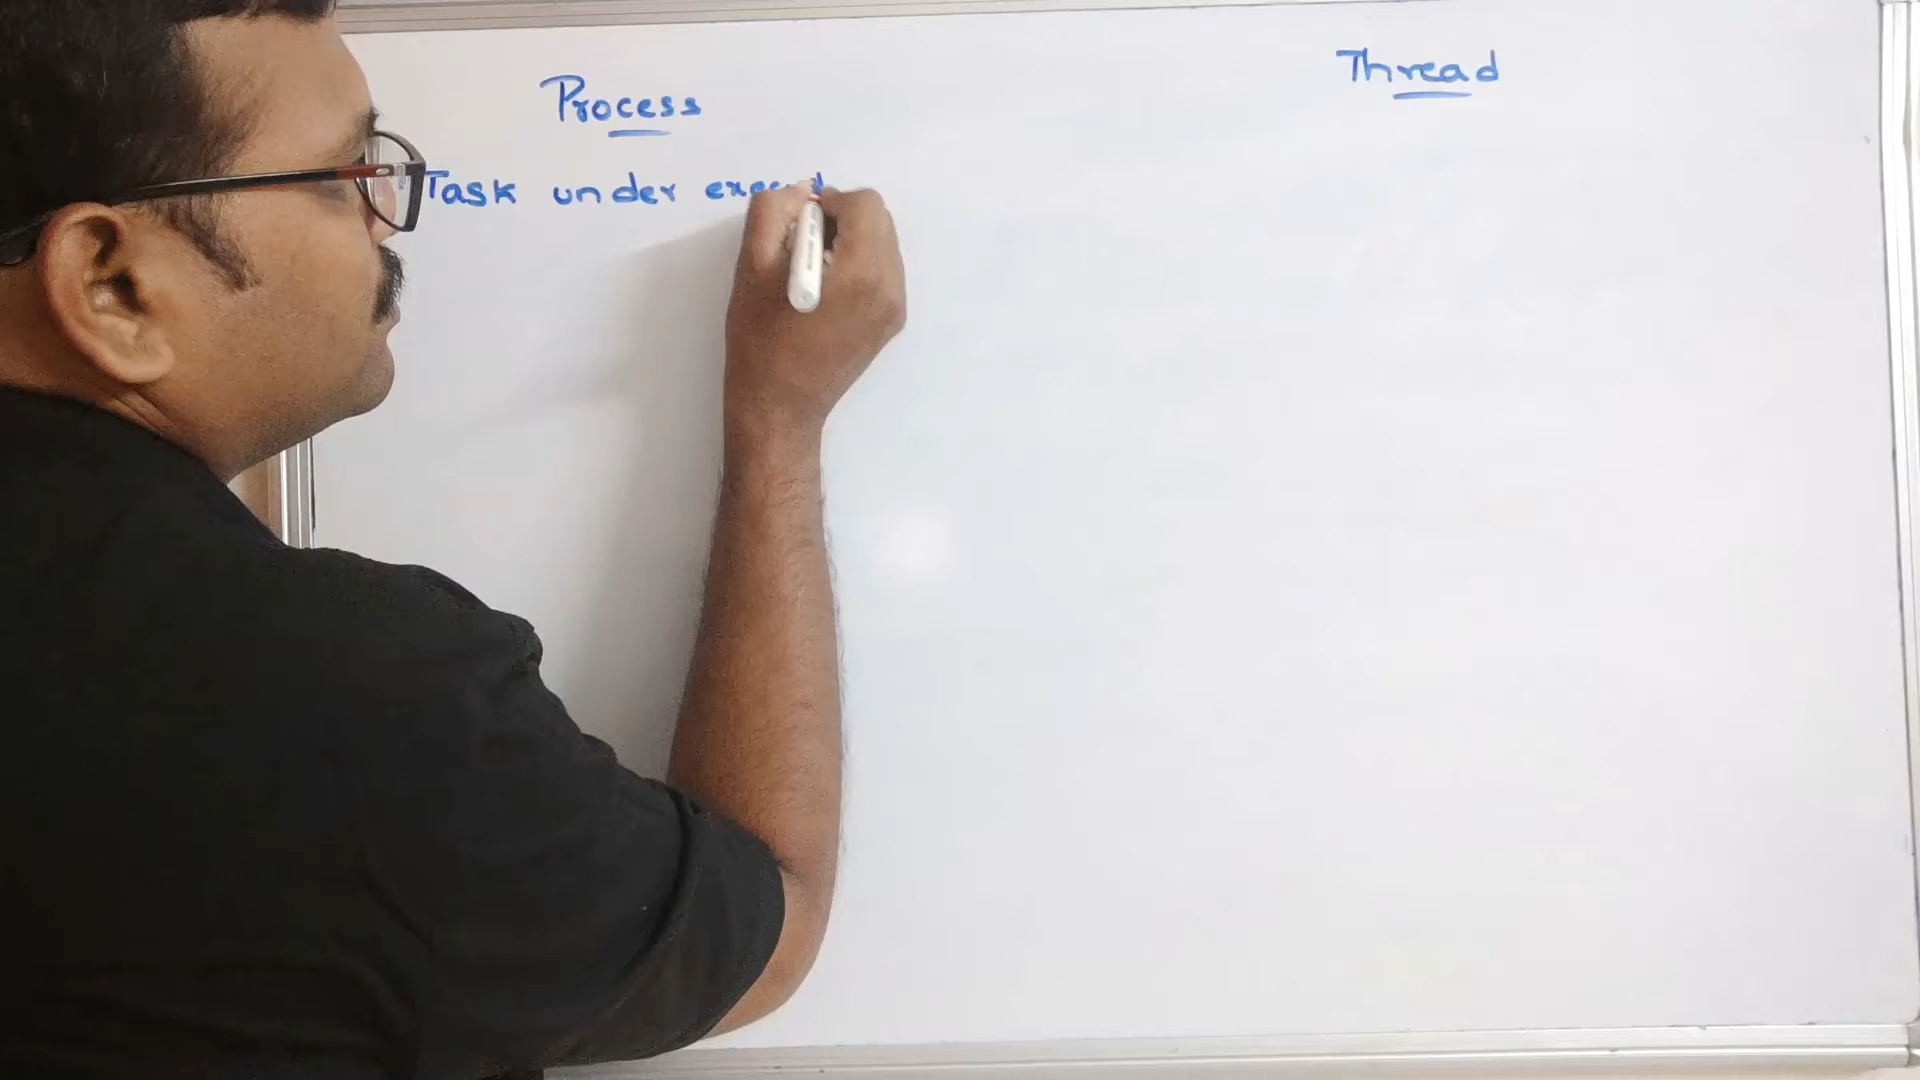 Process
Thread
Task under